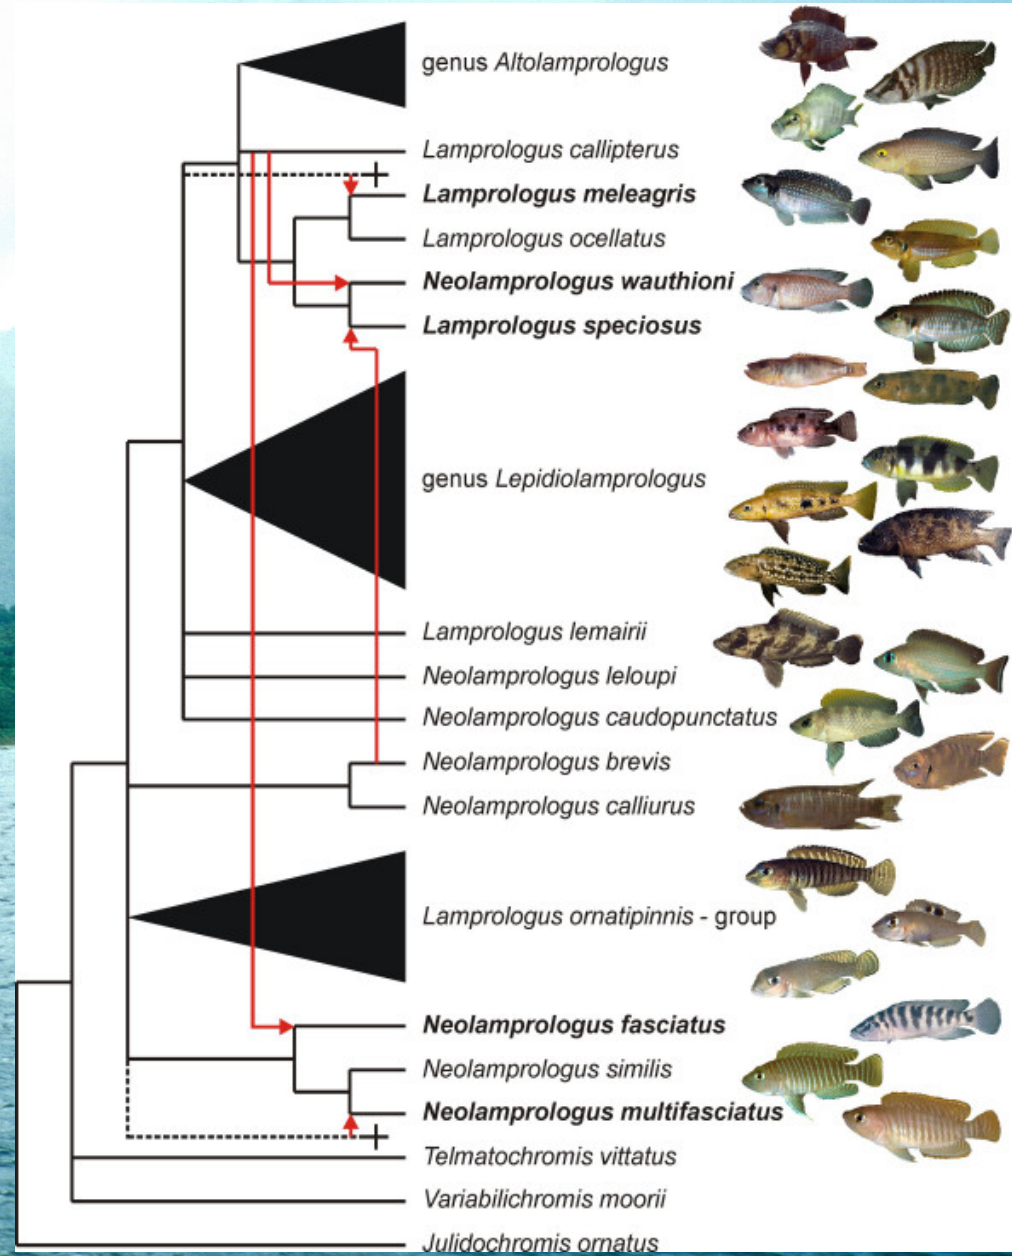 genus Altolamprologus
Lamprologus callipterus
Lamprologus meleagris
Lamprologus ocellatus
Neolamprologus wauthioni
Lamprologus speciosus
genus Lepidiolamprologus
Lamprologus lemairii
Neolamprologus leloupi
Neolamprologus caudopunctatus
Neolamprologus brevis
Neolamprologus calliurus
Lamprologus ornatipinnis - group
Neolamprologus fasciatus
Neolamprologus similis
Neolamprologus multifasciatus
Telmatochromis vittatus
Variabilichromis moorii
Julidochromis ornatus